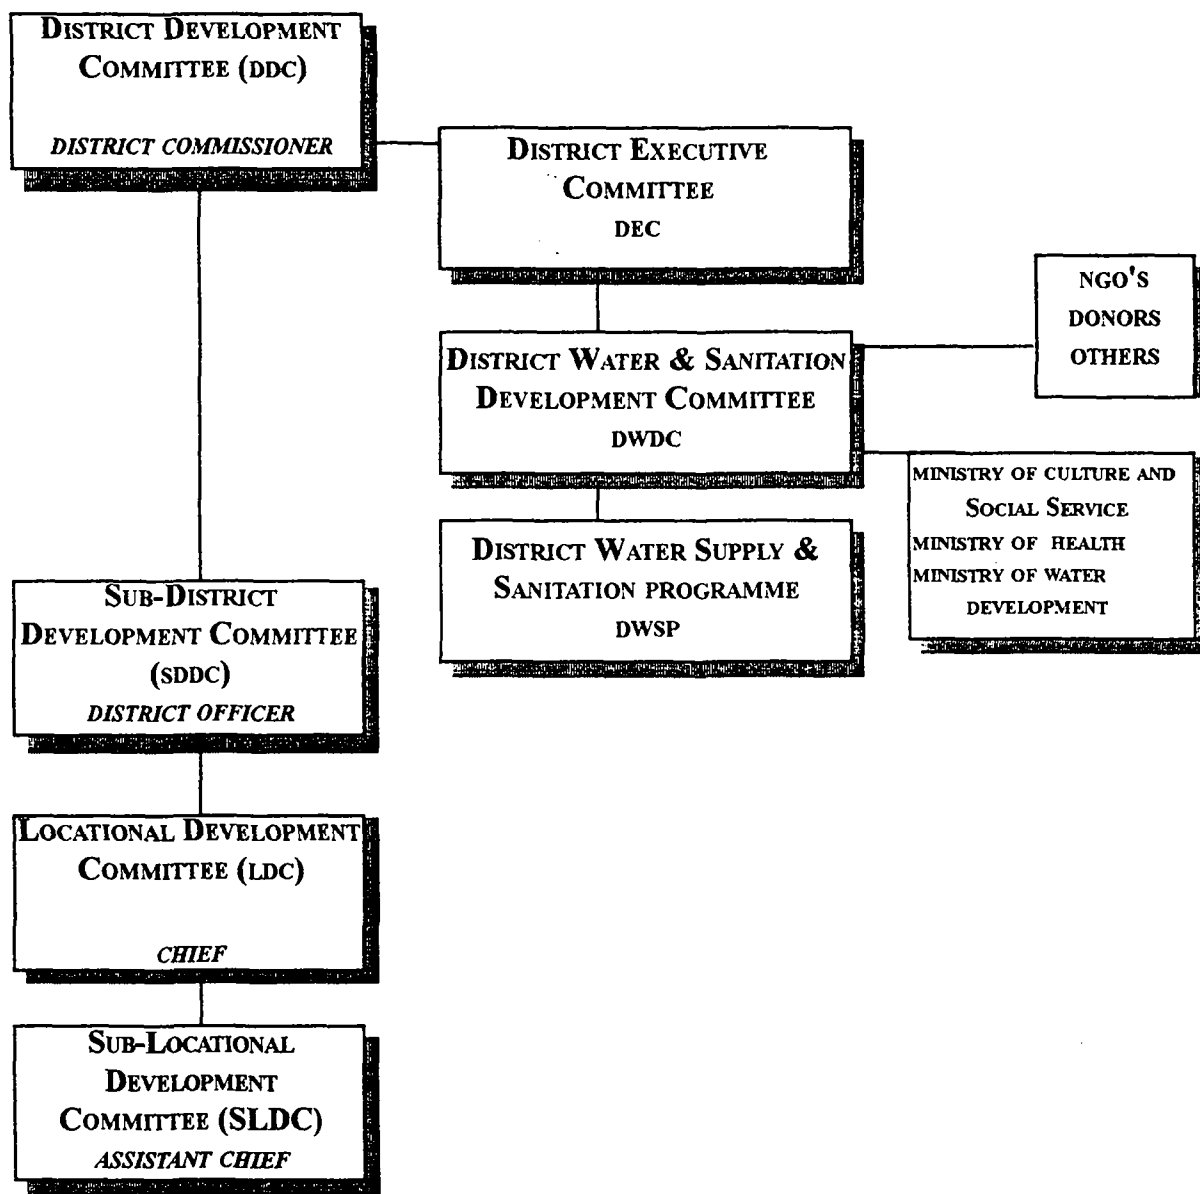 DISTRICT DEVELOPMENT
COMMITTEE (DDC)
DISTRICT COMMISSIONER
DISTRICT EXECUTIVE
COMMITTEE
DEC
NGO'S
DONORS
OTHERS
DISTRICT WATER & SANITATION
DEVELOPMENT COMMITTEE
DWDC
MINISTRY OF CULTURE AND
SOCIAL SERVICE
MINISTRY OF HEALTH
MINISTRY OF WATER
DEVELOPMENT
DISTRICT WATER SUPPLY &
SANITATION PROGRAMME
DWSP
SUB-DISTRICT
DEVELOPMENT COMMITTEE
(SDDC)
DISTRICT OFFICER
LOCATIONAL DEVELOPMENT
COMMITTEE (LDC)
CHIEF
SUB-LOCATIONAL
DEVELOPMENT
COMMITTEE (SLDC)
ASSISTANT CHIEF